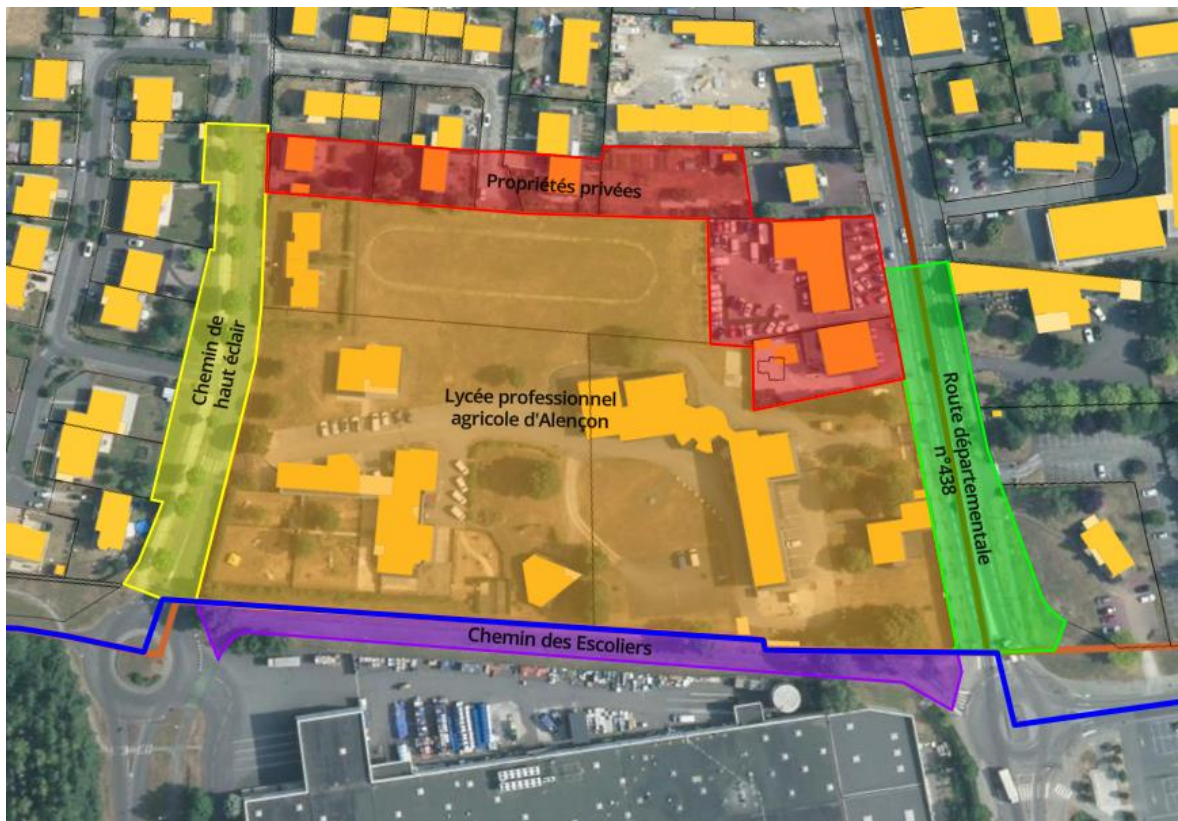 Propriétés privées
Chemin de
haut éclair
Lycée professionnel
agricole d'Alençon
Route départementale
n°438
Chemin des Escoliers